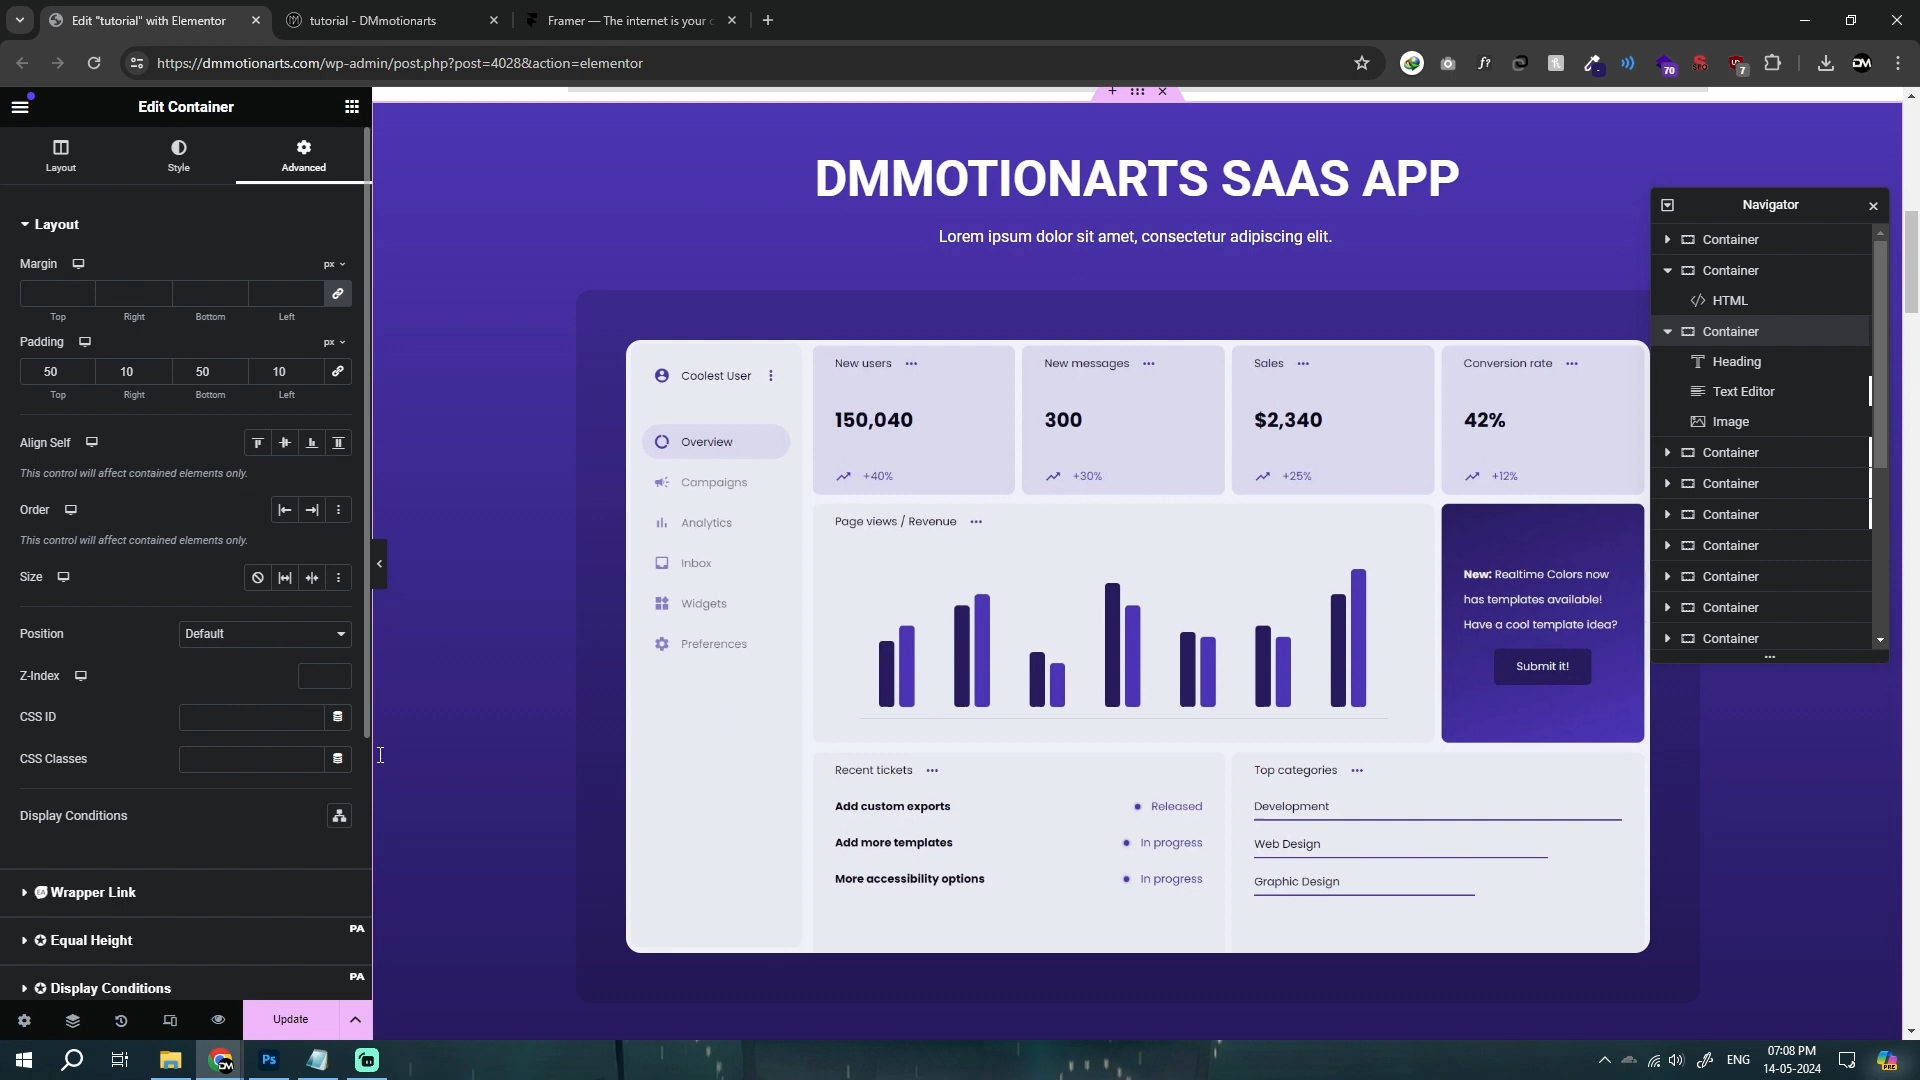 Edit "tutorial" with Elementor
tutorial - DMmotionarts
Framer — The internet is your c
https://dmmotionarts.com/wp-admin/post.php?post=4028&action=elementor
f?
70
SEO
7
DM
Edit Container
Layout
Style
Advanced
Layout
Margin
px
Top
Right
Bottom
Left
Padding
px
50
10
50
10
Top
Right
Bottom
Left
Align Self
This control will affect contained elements only.
Order
This control will affect contained elements only.
Size
Position
Default
Z-Index
CSS ID
CSS Classes
Display Conditions
Wrapper Link
PA
Equal Height
PA
Display Conditions
Update
DMMOTIONARTS SAAS APP
Lorem ipsum dolor sit amet, consectetur adipiscing elit.
Coolest User
Overview
Campaigns
Analytics
Inbox
Widgets
Preferences
New users
150,040
+40%
New messages
300
+30%
Sales
$2,340
+25%
Conversion rate
42%
+12%
Page views / Revenue
New: Realtime Colors now
has templates available!
Have a cool template idea?
Submit it!
Recent tickets
Add custom exports
Released
Add more templates
In progress
More accessibility options
In progress
Top categories
Development
Web Design
Graphic Design
Navigator
Container
Container
HTML
Container
Heading
Text Editor
Image
Container
Container
Container
Container
Container
Container
Container
Ps
DM
ENG
07:08 PM
14-05-2024
PRE